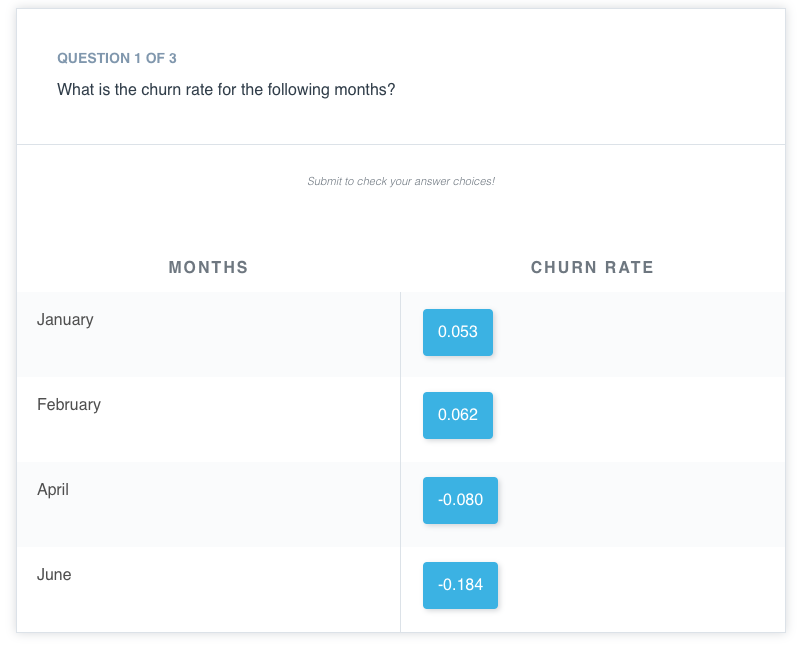 QUESTION 1 OF 3
What is the churn rate for the following months?
Submit to check your answer choices!
MONTHS CHURN RATE
January 0.053
February 0.062
April -0.080
June -0.184